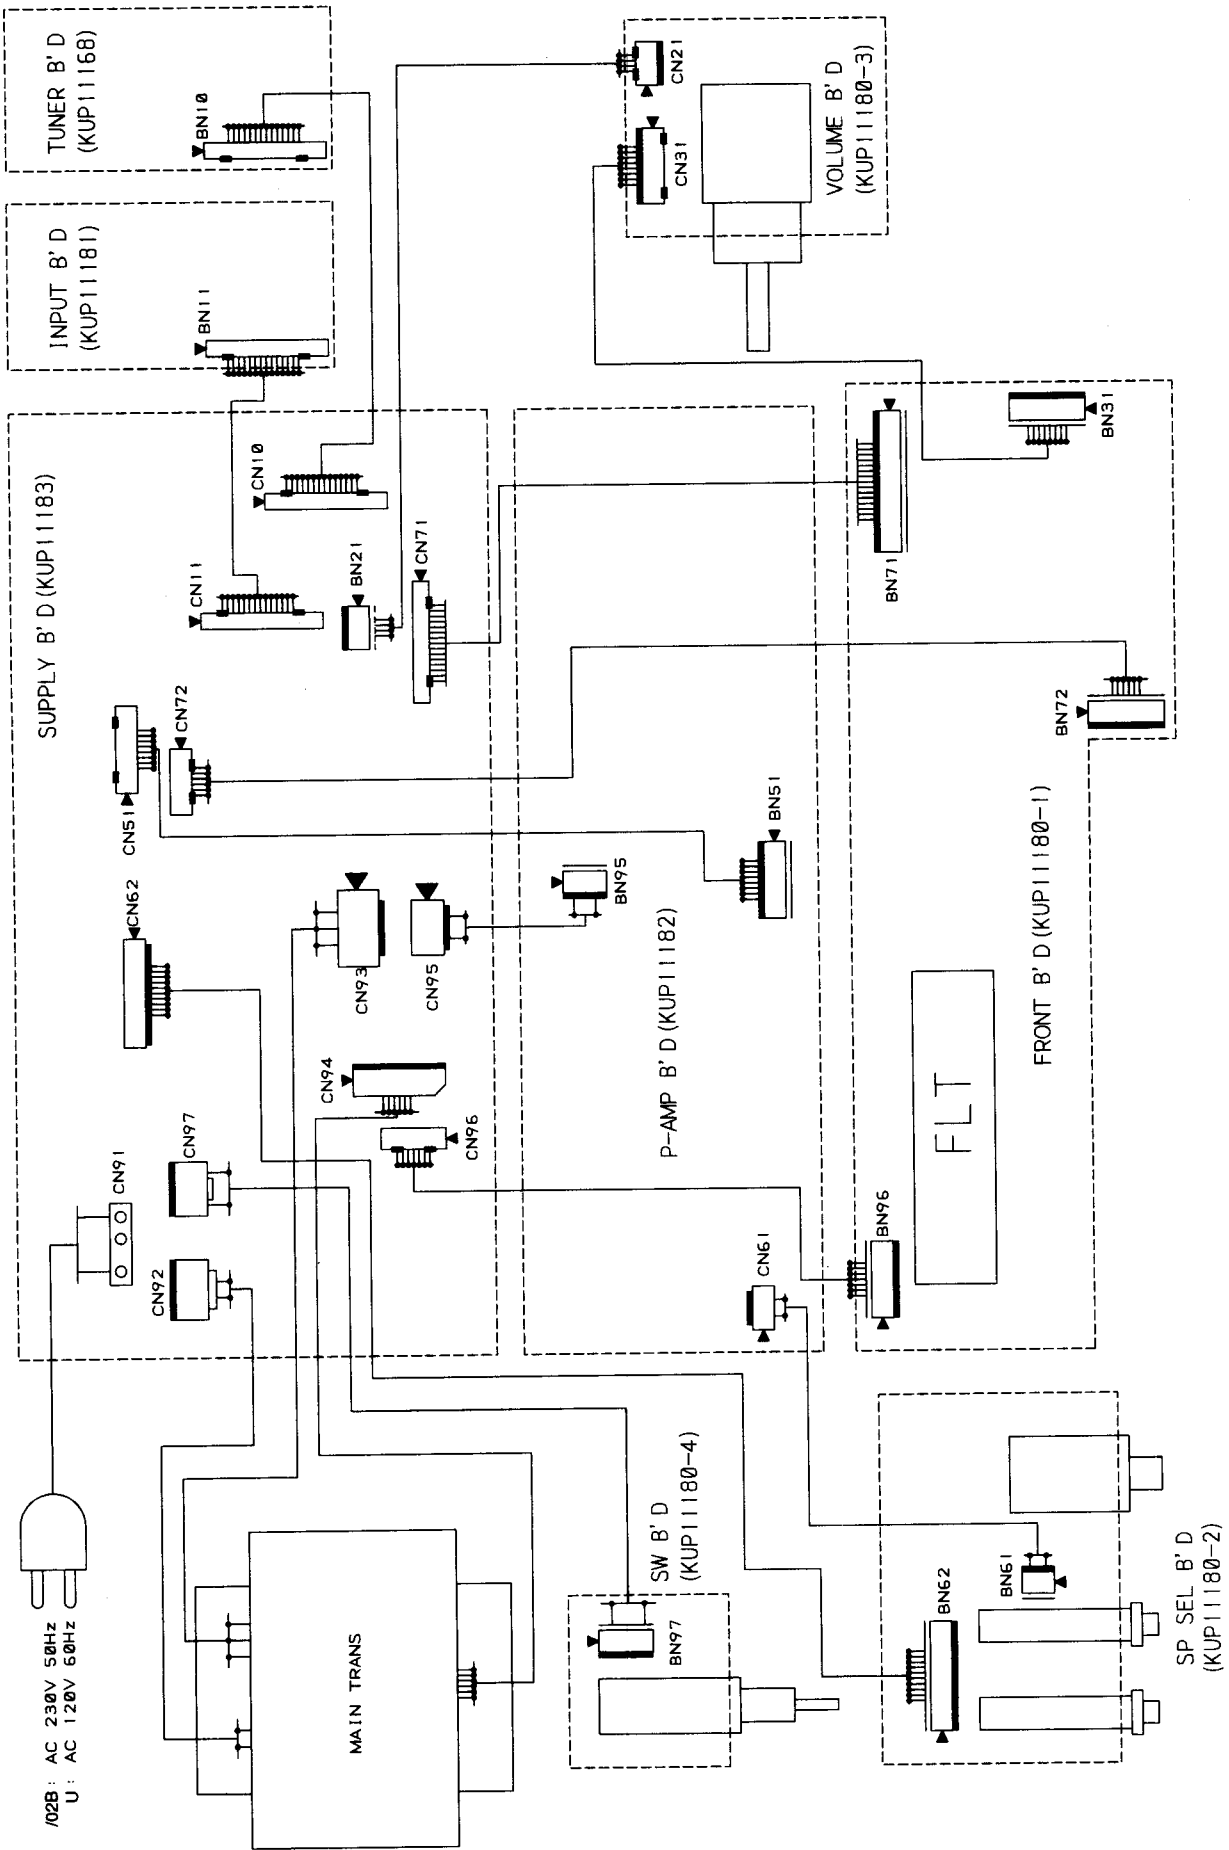 /02B : AC 230V 50Hz
U : AC 120V 60Hz
MAIN TRANS
SUPPLY B'D (KUP11183)
CN91
CN92
CN97
CN62
CN51
CN72
CN11
CN10
BN21
CN71
CN93
CN95
CN94
CN96
INPUT B'D
(KUP11181)
BN11
TUNER B'D
(KUP11168)
BN10
P-AMP B'D (KUP11182)
CN61
BN95
BN51
VOLUME B'D
(KUP11180-3)
CN21
CN31
FRONT B'D (KUP11180-1)
BN96
FLT
BN72
BN71
BN31
SW B'D
(KUP11180-4)
BN97
SP SEL B'D
(KUP11180-2)
BN62
BN61